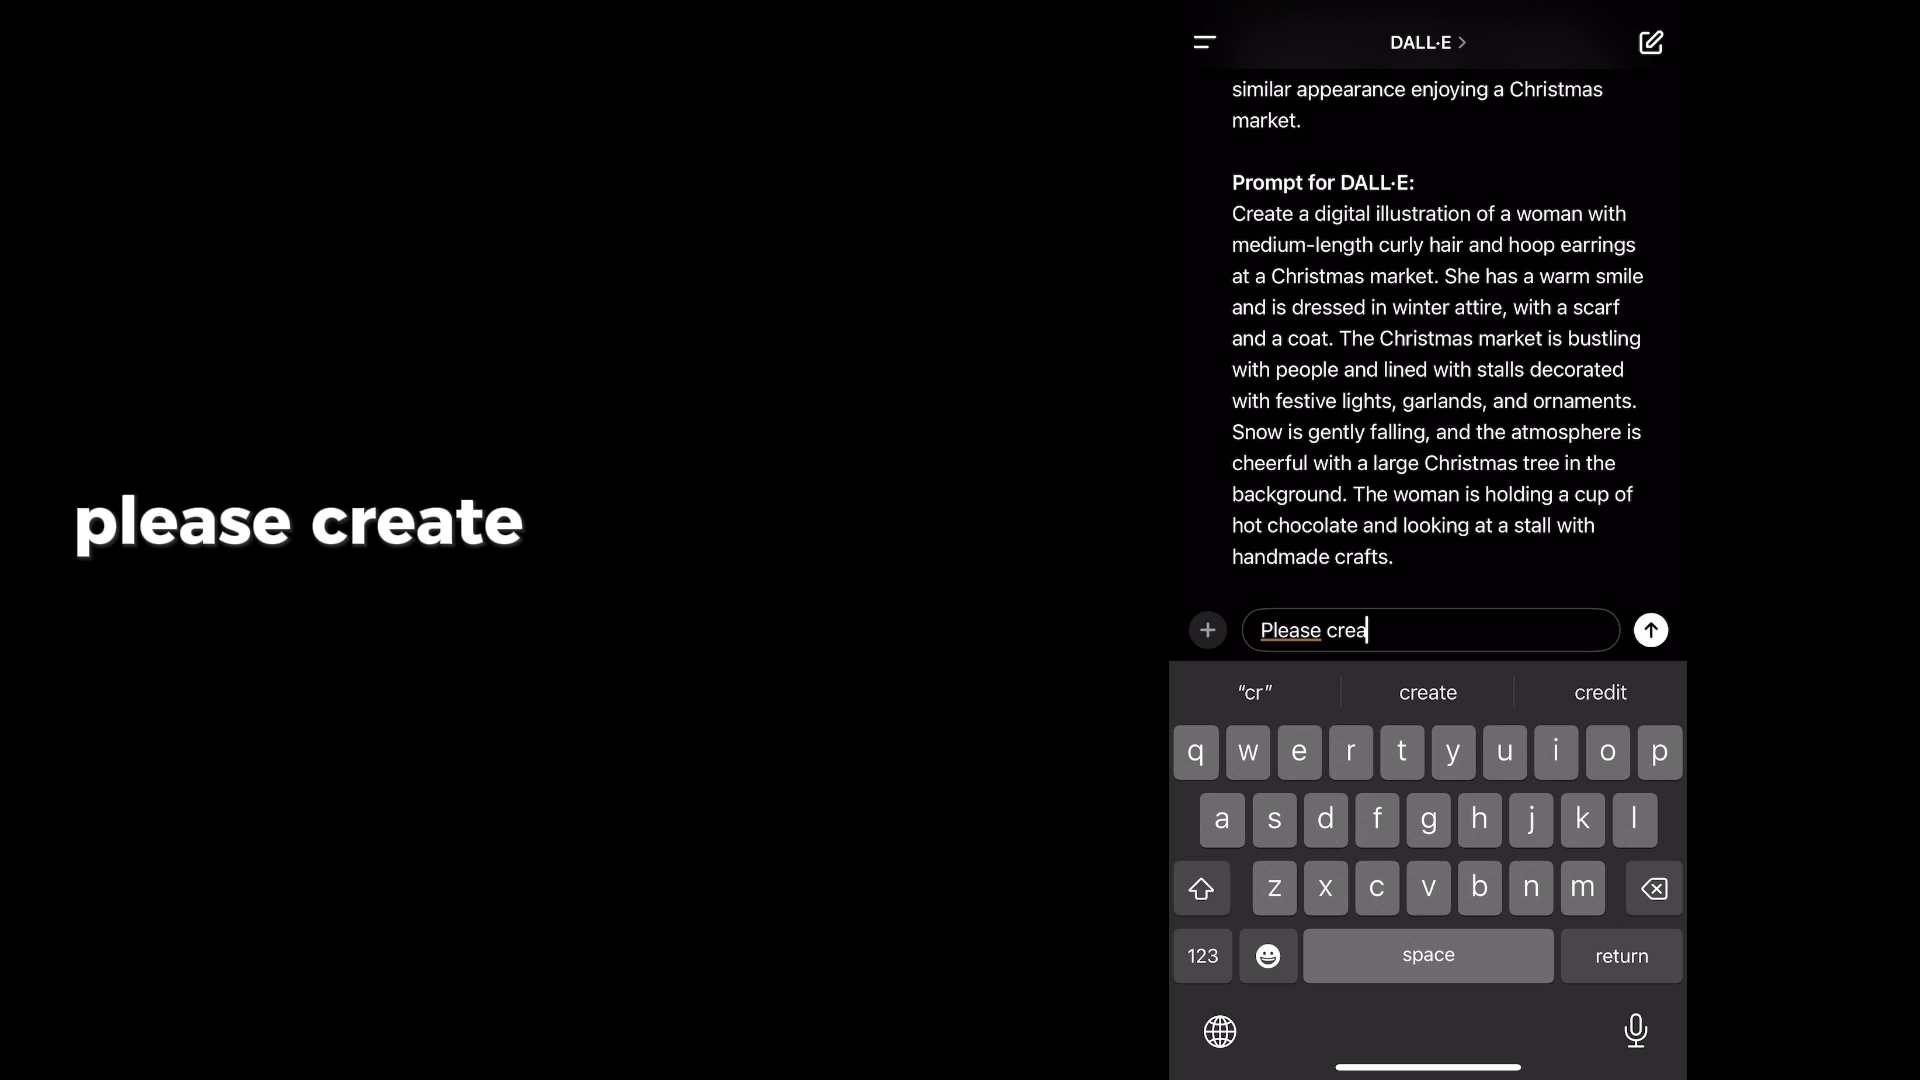 please create
DALL·E
similar appearance enjoying a Christmas
market.
Prompt for DALL·E:
Create a digital illustration of a woman with
medium-length curly hair and hoop earrings
at a Christmas market. She has a warm smile
and is dressed in winter attire, with a scarf
and a coat. The Christmas market is bustling
with people and lined with stalls decorated
with festive lights, garlands, and ornaments.
Snow is gently falling, and the atmosphere is
cheerful with a large Christmas tree in the
background. The woman is holding a cup of
hot chocolate and looking at a stall with
handmade crafts.
Please crea
“cr” create credit
q w e r t y u i o p
a s d f g h j k l
z x c v b n m
123 space return